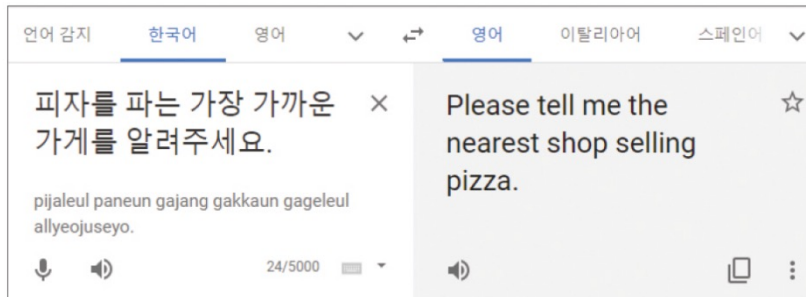 언어 감지 한국어 영어 영어 이탈리아어 스페인어
피자를 파는 가장 가까운
가게를 알려주세요.
pijaleul paneun gajang gakkaun gageleul
allyeojuseyo.
24/5000
Please tell me the
nearest shop selling
pizza.